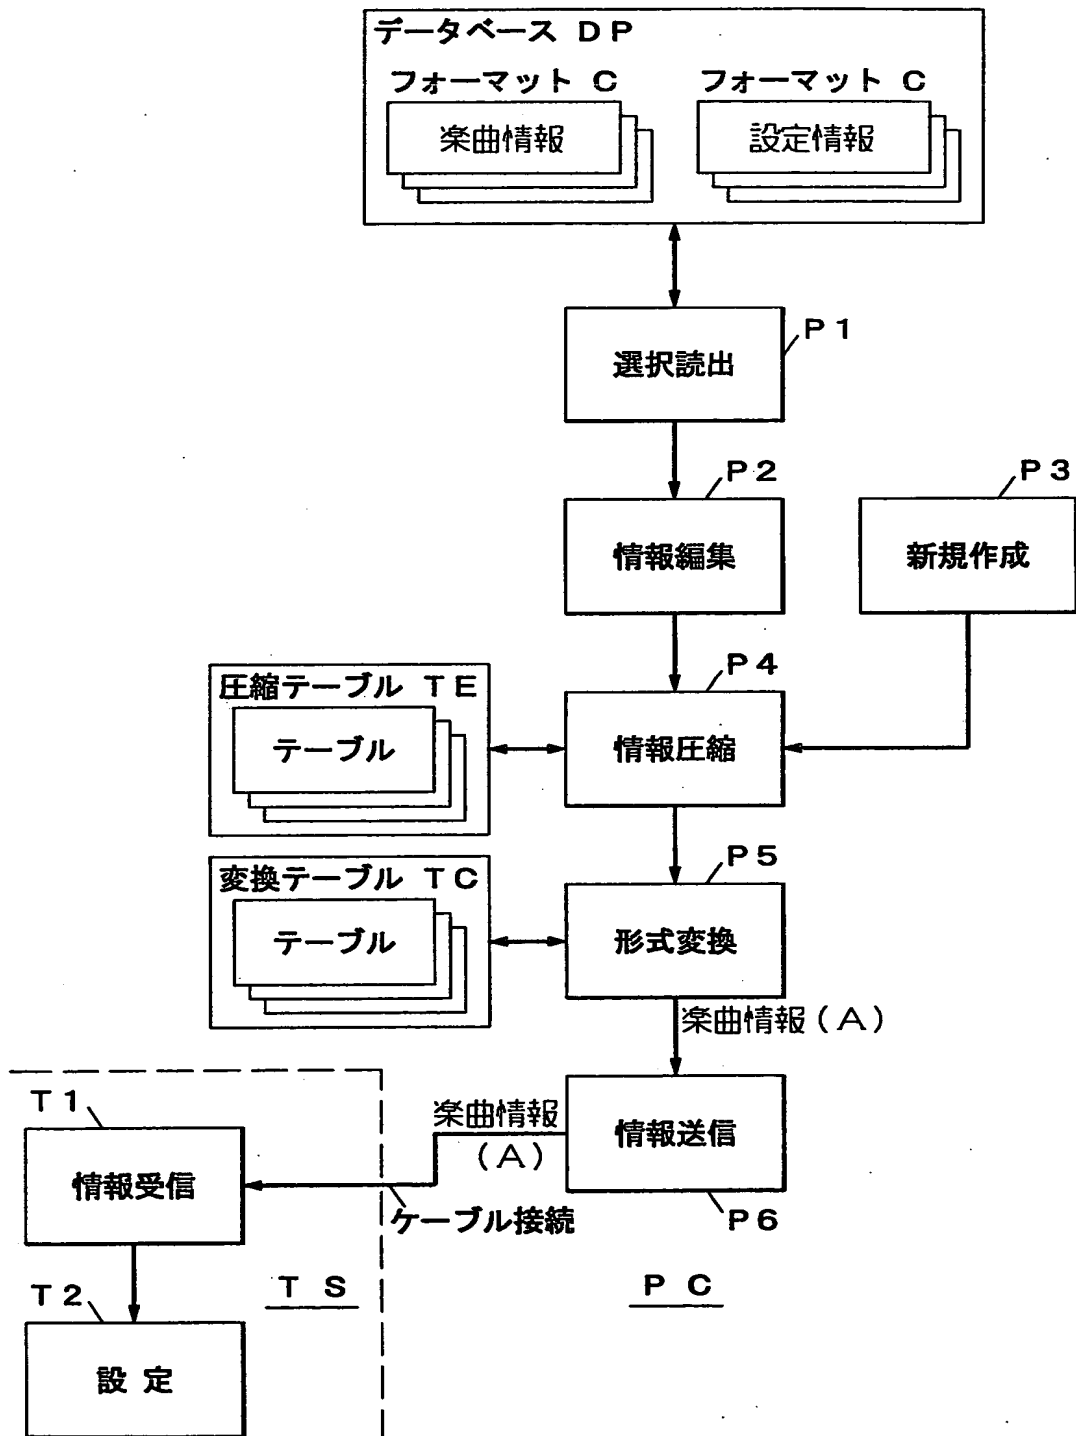 データベース DP
フォーマット C
フォーマット C
楽曲情報
設定情報
P1
選択読出
P2
情報編集
P3
新規作成
圧縮テーブル TE
テーブル
P4
情報圧縮
変換テーブル TC
テーブル
P5
形式変換
楽曲情報(A)
T1
情報受信
楽曲情報
(A)
情報送信
P6
ケーブル接続
T2
設 定
T S
P C